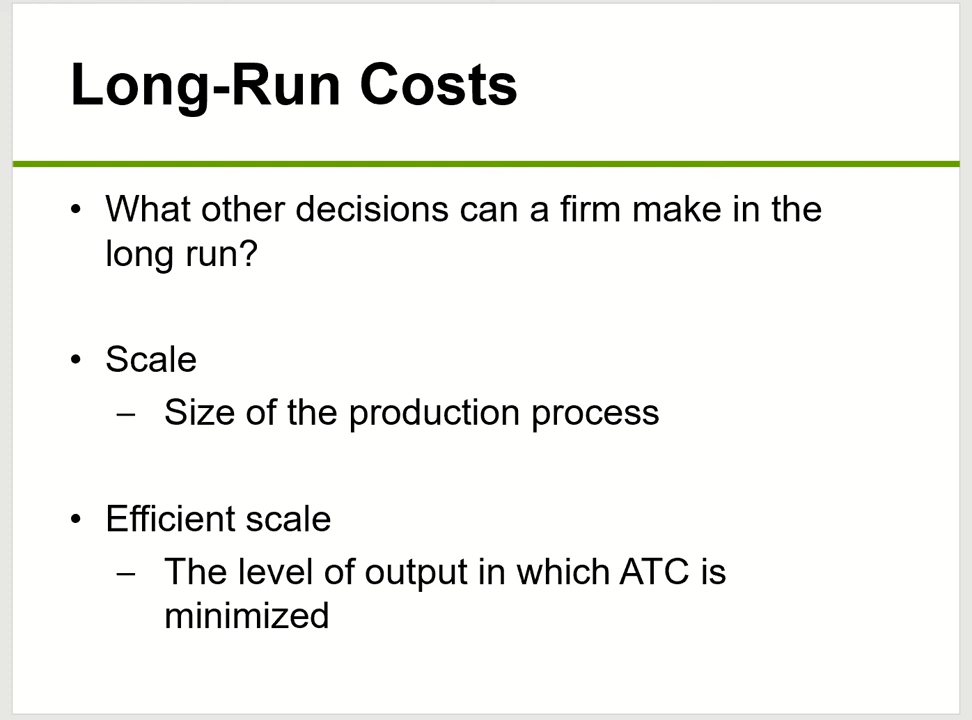 Long-Run Costs
• What other decisions can a firm make in the
long run?
• Scale
– Size of the production process
• Efficient scale
– The level of output in which ATC is
minimized